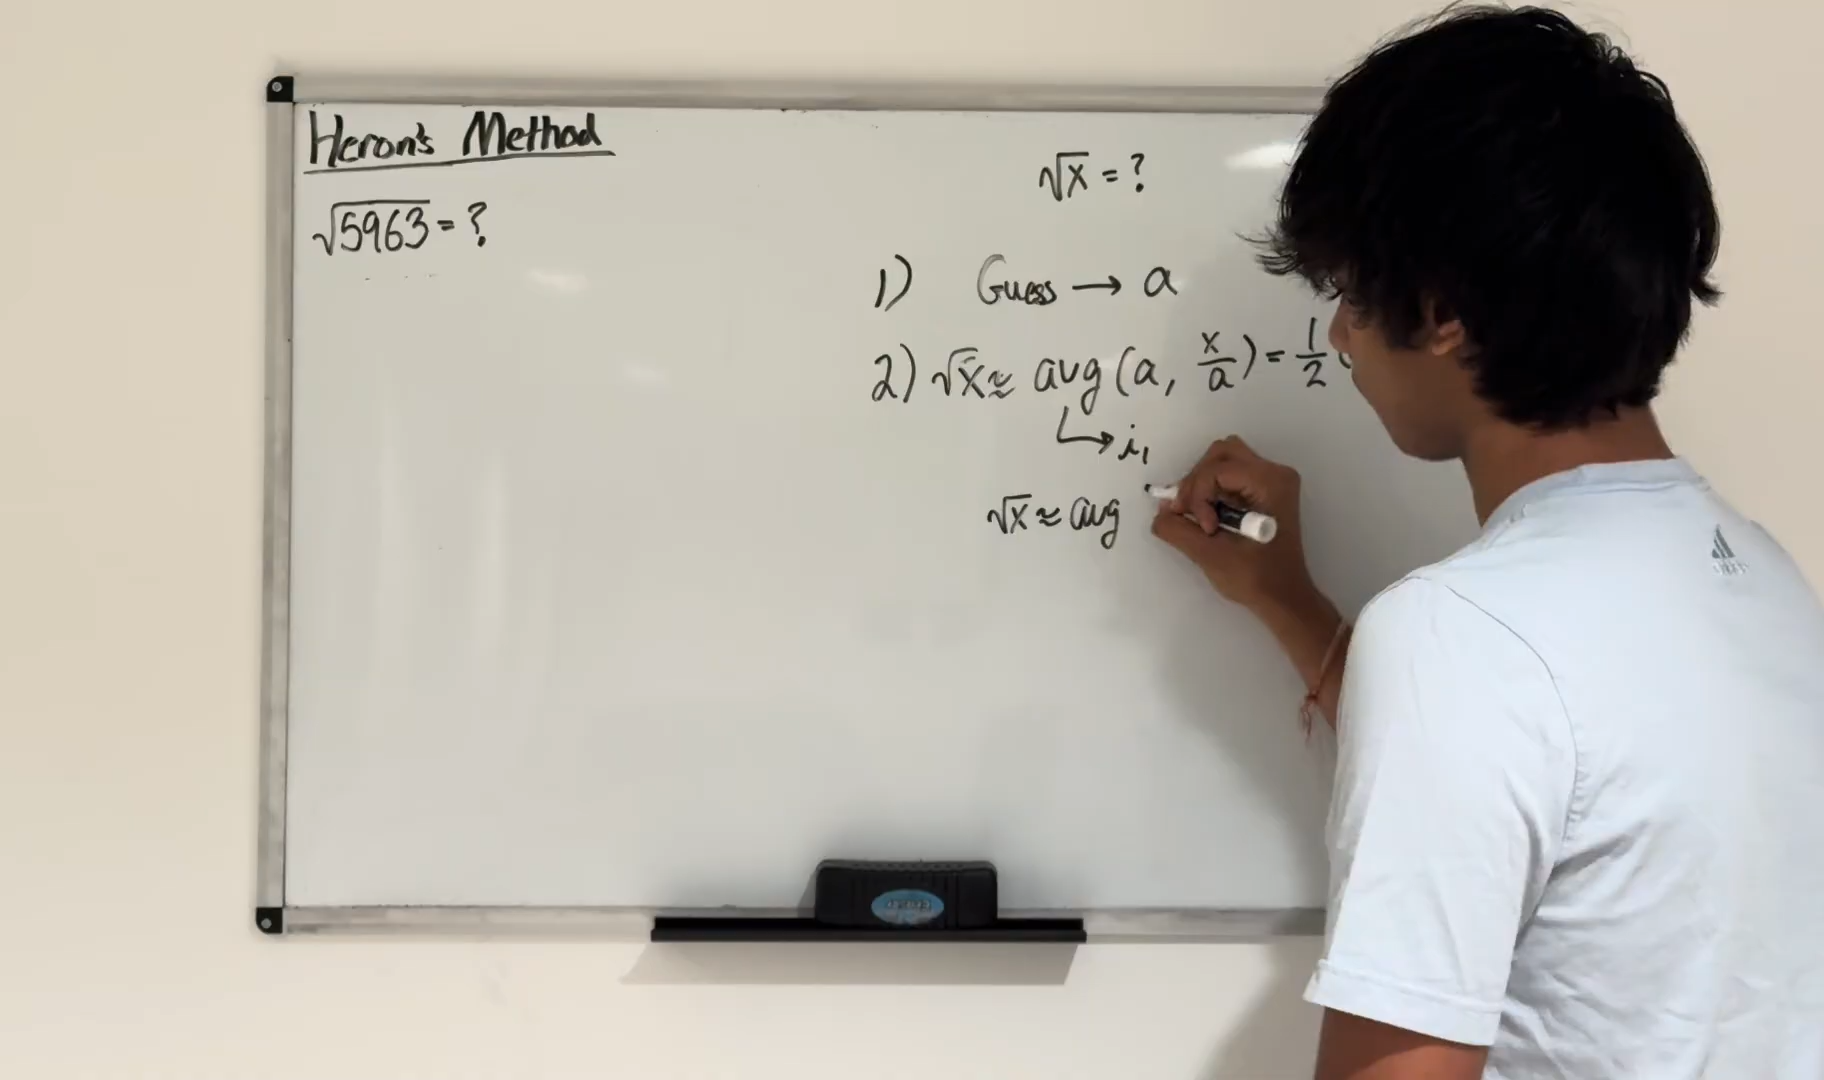 Heron's Method
√5963 = ?
√x = ?
1) Guess → a
2) √x ≈ avg (a, x/a) = 1/2
↳ i₁
√x ≈ avg